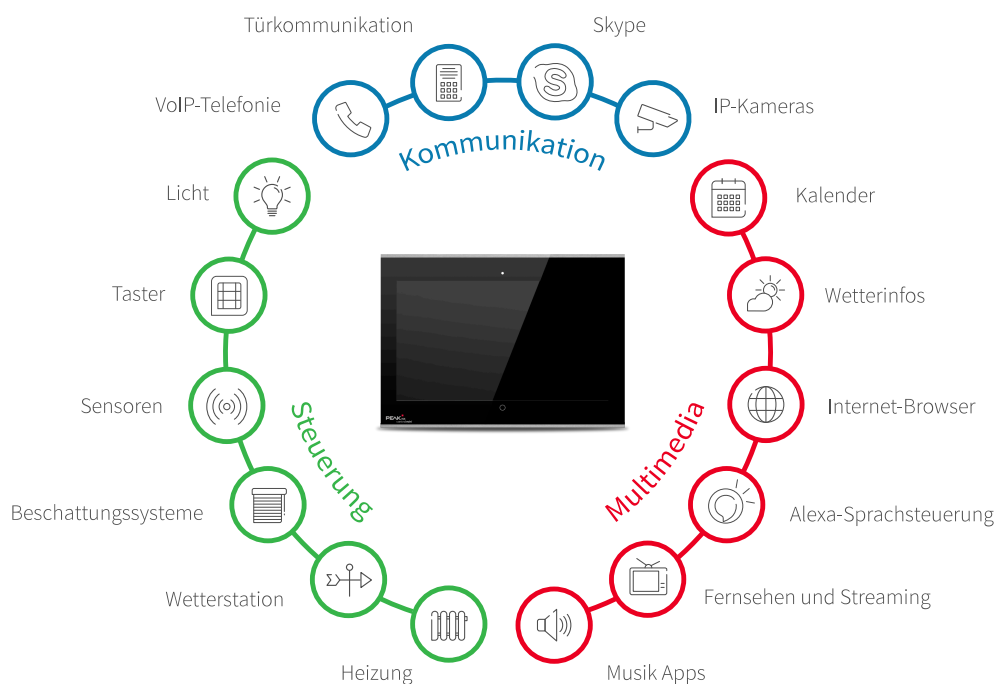 Türkommunikation
Skype
VoIP-Telefonie
IP-Kameras
Kommunikation
Licht
Kalender
Taster
Wetterinfos
Sensoren
Internet-Browser
Steuerung
Multimedia
PEAK
Beschattungssysteme
Alexa-Sprachsteuerung
Wetterstation
Fernsehen und Streaming
Heizung
Musik Apps